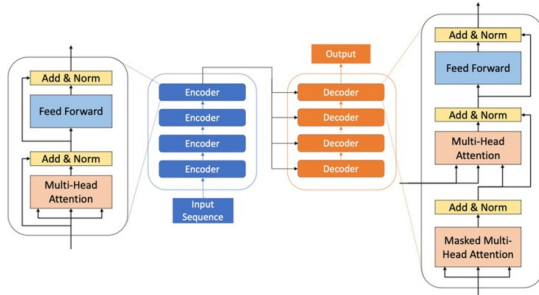 Add & Norm
Feed Forward
Add & Norm
Multi-Head
Attention
Encoder
Encoder
Encoder
Encoder
Input
Sequence
Output
Decoder
Decoder
Decoder
Decoder
Add & Norm
Feed Forward
Add & Norm
Multi-Head
Attention
Add & Norm
Masked Multi-
Head Attention